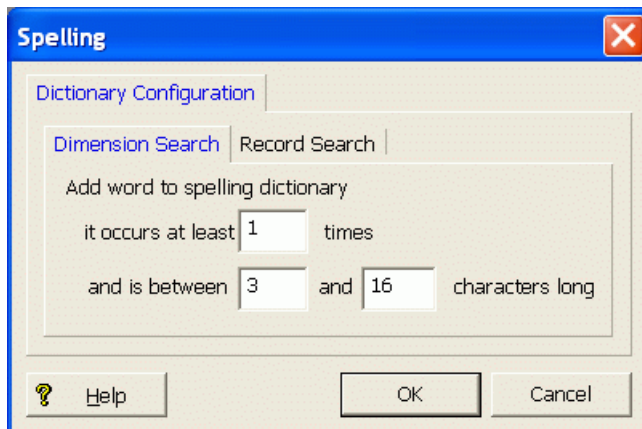 Spelling
Dictionary Configuration
Dimension Search Record Search
Add word to spelling dictionary
it occurs at least 1 times
and is between 3 and 16 characters long
Help OK Cancel